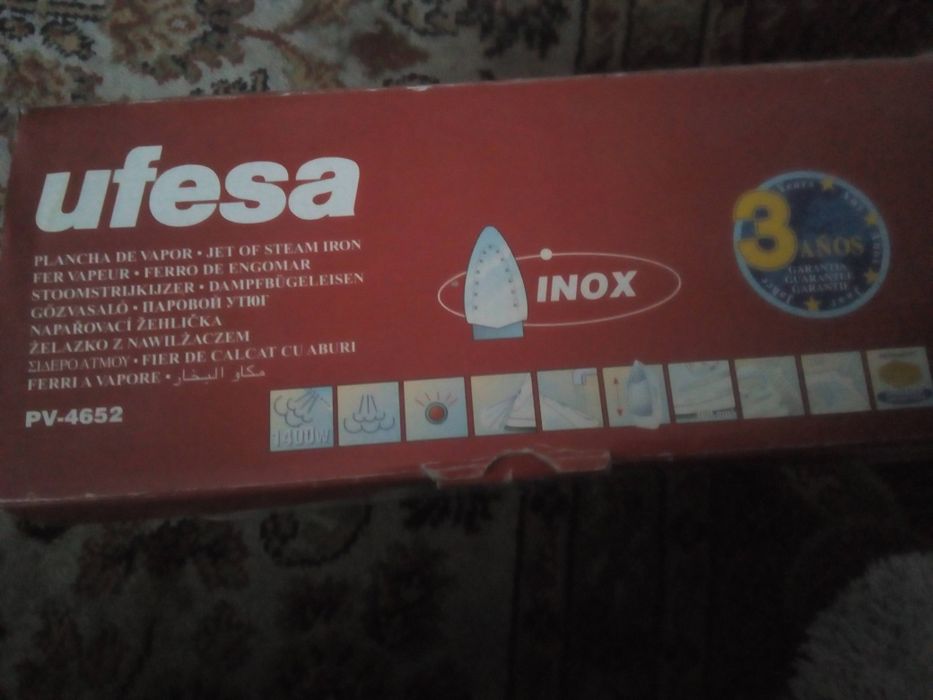 ufesa
PLANCHA DE VAPOR • JET OF STEAM IRON
FER VAPEUR • FERRO DE ENGOMAR
STOOMSTRIJKIJZER • DAMPFBÜGELEISEN
GÓZVASALÓ • ПАРОВОЙ УТЮГ
NAPAŘOVACÍ ŽEHLIČKA
ŻELAZKO Z NAWILŻACZEM
ΣΙΔΕΡΟ ΑΤΜΟΥ • FIER DE CALCAT CU ABURI
FERRI A VAPORE • مكاو البخار
PV-4652
1400W
INOX
3 AÑOS
GARANTIA
GUARANTEE
GARANTIE